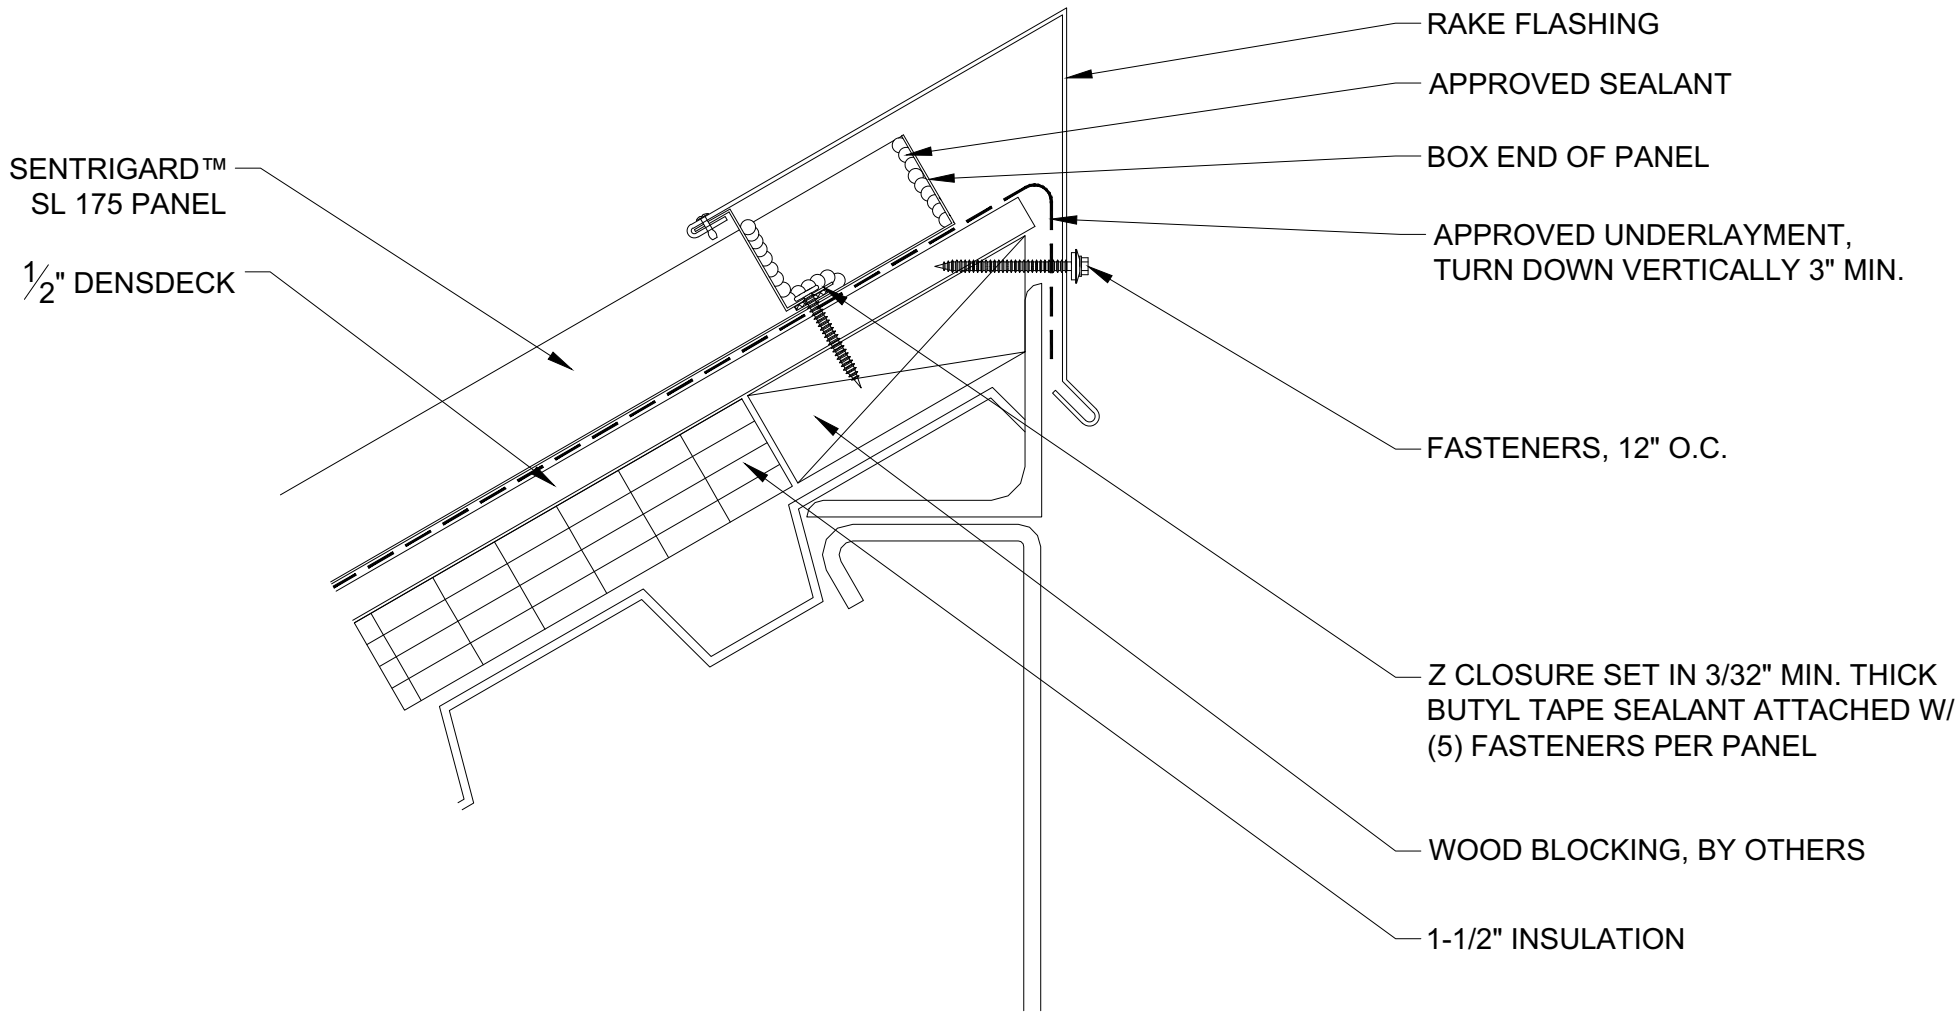 RAKE FLASHING
APPROVED SEALANT
BOX END OF PANEL
SENTRIGARD™
SL 175 PANEL
APPROVED UNDERLAYMENT,
TURN DOWN VERTICALLY 3" MIN.
1/2" DENSDECK
FASTENERS, 12" O.C.
Z CLOSURE SET IN 3/32" MIN. THICK
BUTYL TAPE SEALANT ATTACHED W/
(5) FASTENERS PER PANEL
WOOD BLOCKING, BY OTHERS
1-1/2" INSULATION